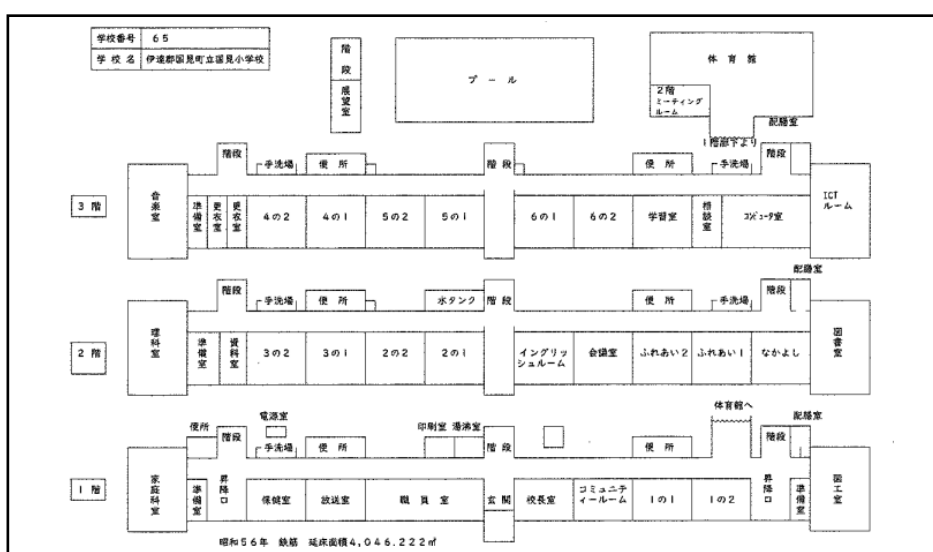 学校番号 65
学校名 伊達郡国見町立国見小学校
階段
展望室
プール
体育館
2階
ミーティング
ルーム
配膳室
1階廊下より
階段
手洗場
便所
階段
便所
手洗場
階段
3階
音楽室
準備室
更衣室
更衣室
4の2
4の1
5の2
5の1
6の1
6の2
学習室
相談室
コンピュータ室
ICT
ルーム
配膳室
階段
手洗場
便所
水タンク
階段
便所
手洗場
階段
2階
理科室
準備室
資料室
3の2
3の1
2の2
2の1
イングリッ
シュルーム
会議室
ふれあい2
ふれあい1
なかよし
図書室
便所
電源室
印刷室
湯沸室
体育館へ
配膳室
階段
手洗場
便所
階段
便所
階段
1階
家庭科室
準備室
昇降口
保健室
放送室
職員室
玄関
校長室
コミュニテ
ィールーム
1の1
1の2
昇降口
準備室
図工室
昭和56年 鉄筋 延床面積4,046.222㎡